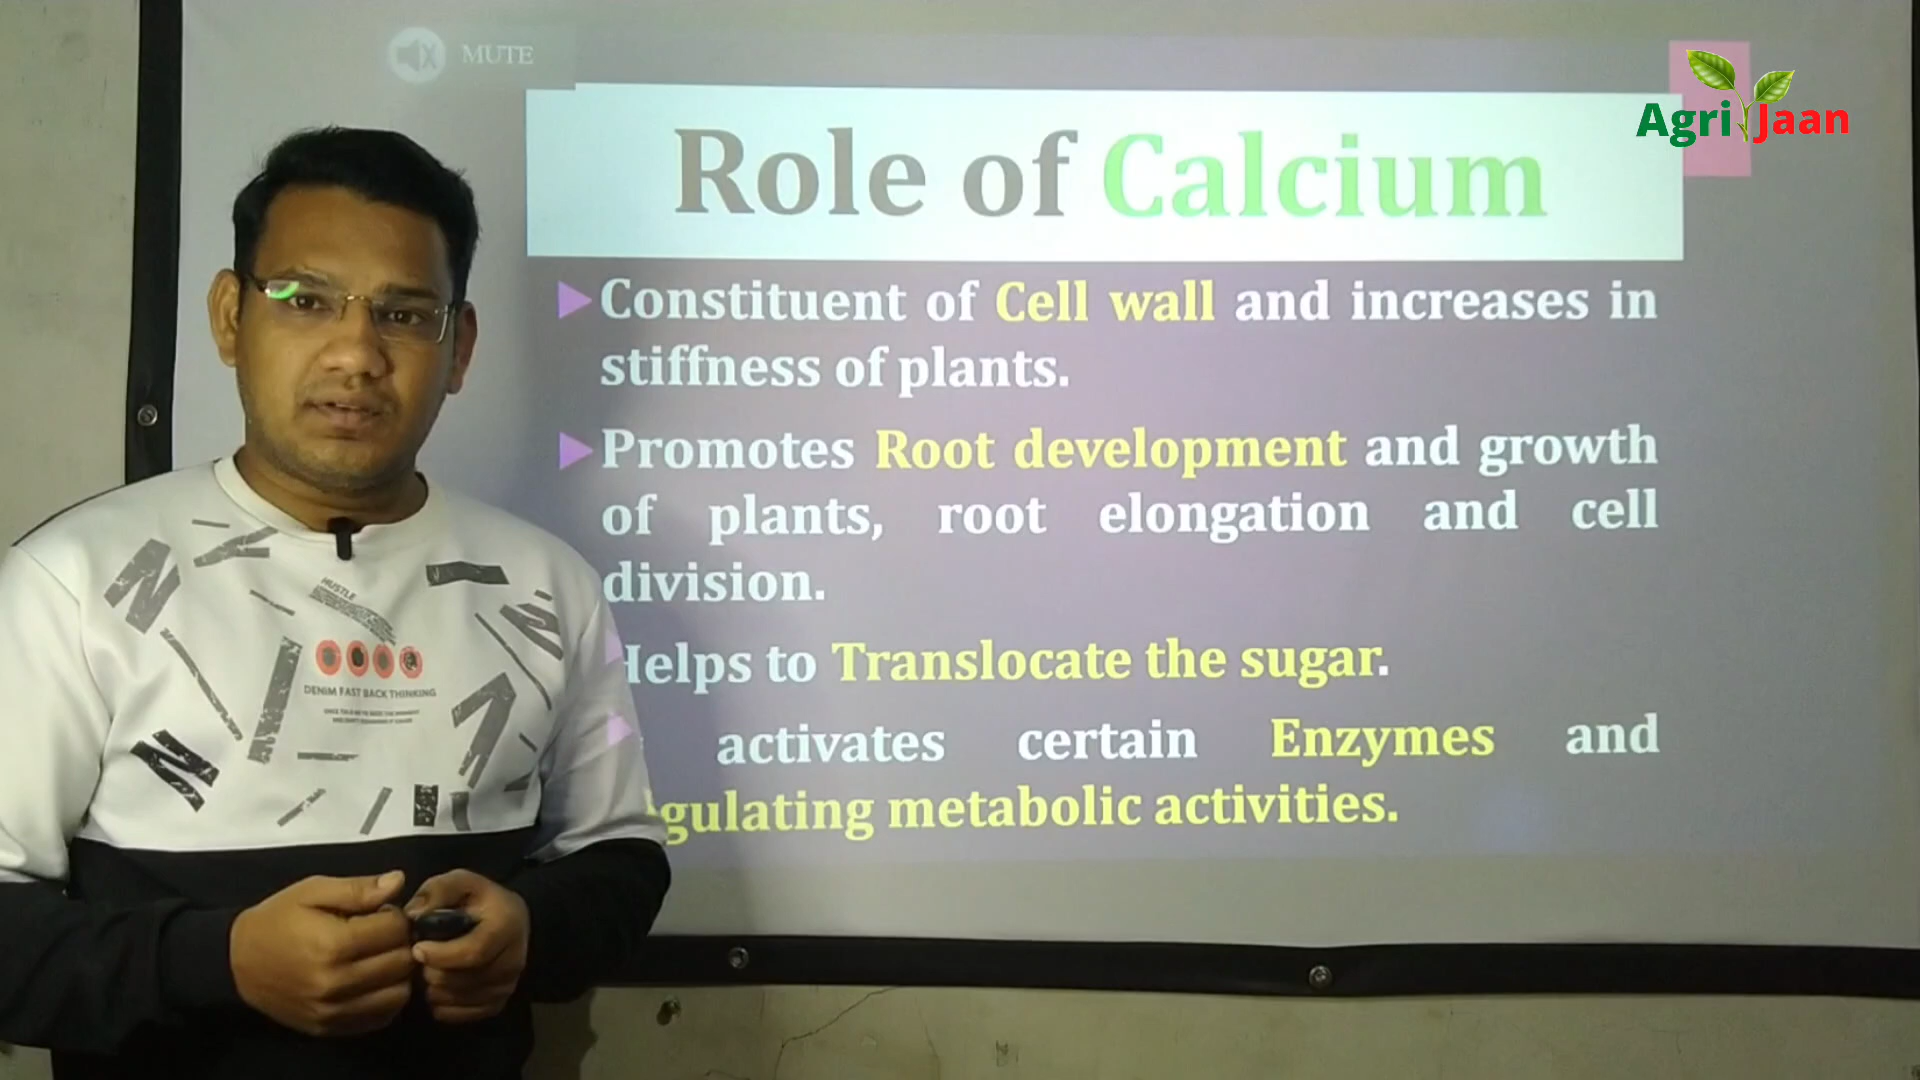 MUTE
Agri Jaan
Role of Calcium
Constituent of Cell wall and increases in
stiffness of plants.
Promotes Root development and growth
of plants, root elongation and cell
division.
Helps to Translocate the sugar.
activates certain Enzymes and
gulating metabolic activities.
HUSTLE
DENIM FAST BACK THINKING